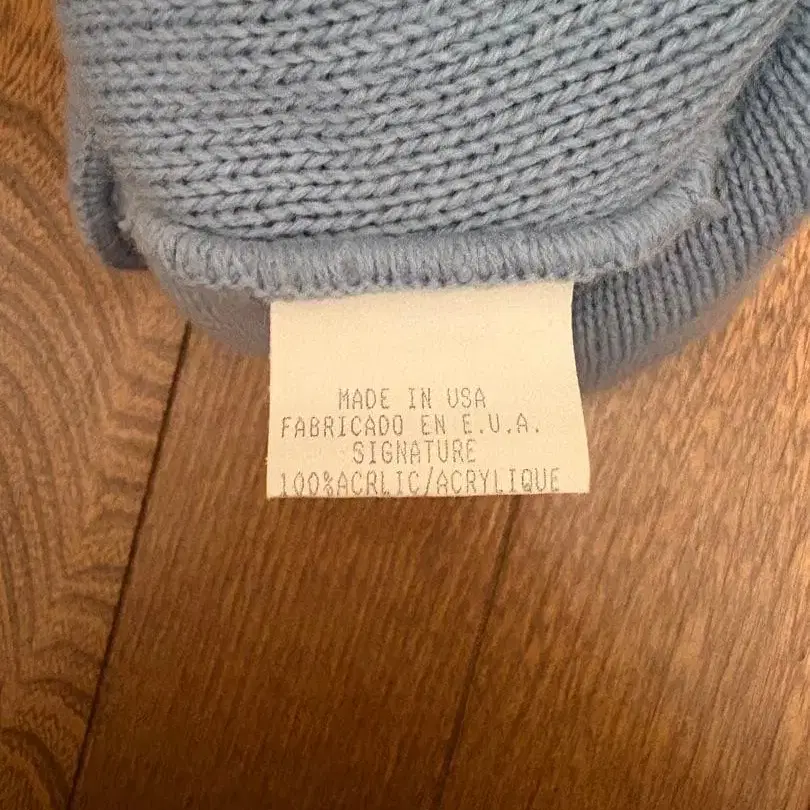 MADE IN USA
FABRICADO EN E.U.A.
SIGNATURE
100%ACRLIC/ACRYLIQUE